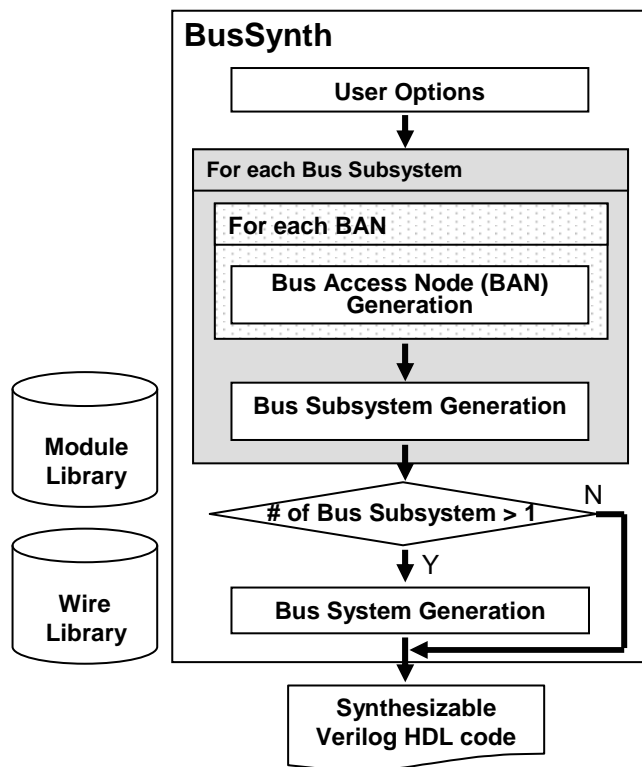 BusSynth
User Options
For each Bus Subsystem
For each BAN
Bus Access Node (BAN)
Generation
Bus Subsystem Generation
Module
Library
# of Bus Subsystem > 1
N
Y
Wire
Library
Bus System Generation
Synthesizable
Verilog HDL code